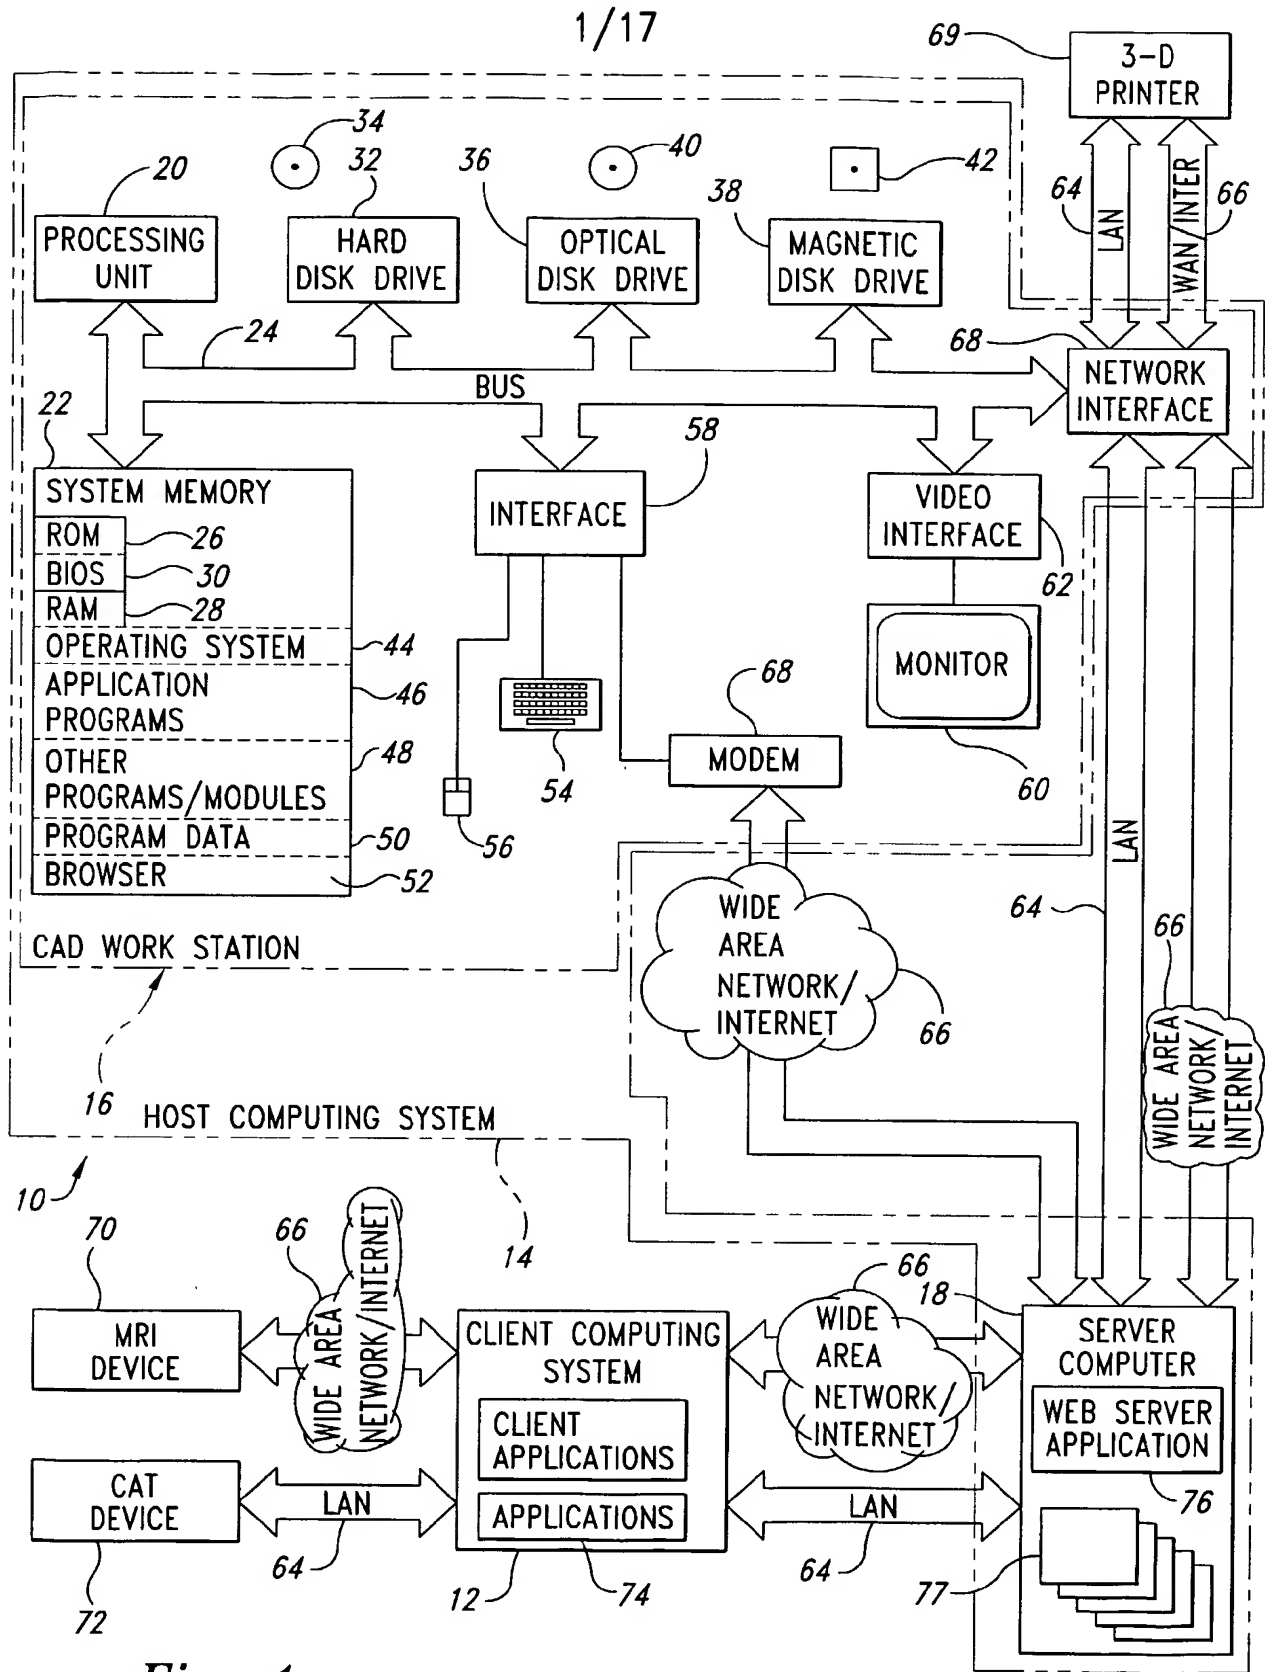 1/17
69
3-D
PRINTER
34
32
36
40
42
38
20
64
LAN
WAN/INTER
66
PROCESSING
UNIT
HARD
DISK DRIVE
OPTICAL
DISK DRIVE
MAGNETIC
DISK DRIVE
24
68
BUS
NETWORK
INTERFACE
22
58
SYSTEM MEMORY
ROM
26
BIOS
30
RAM
28
OPERATING SYSTEM
44
APPLICATION
PROGRAMS
46
OTHER
PROGRAMS/MODULES
48
PROGRAM DATA
50
BROWSER
52
INTERFACE
VIDEO
INTERFACE
62
MONITOR
60
68
MODEM
54
56
LAN
64
66
WIDE
AREA
NETWORK/
INTERNET
66
WIDE AREA
NETWORK/
INTERNET
CAD WORK STATION
16
HOST COMPUTING SYSTEM
10
14
70
MRI
DEVICE
66
WIDE AREA
NETWORK/INTERNET
CLIENT COMPUTING
SYSTEM
CLIENT
APPLICATIONS
APPLICATIONS
12
74
66
WIDE
AREA
NETWORK/
INTERNET
18
SERVER
COMPUTER
WEB SERVER
APPLICATION
76
77
CAT
DEVICE
72
LAN
64
LAN
64